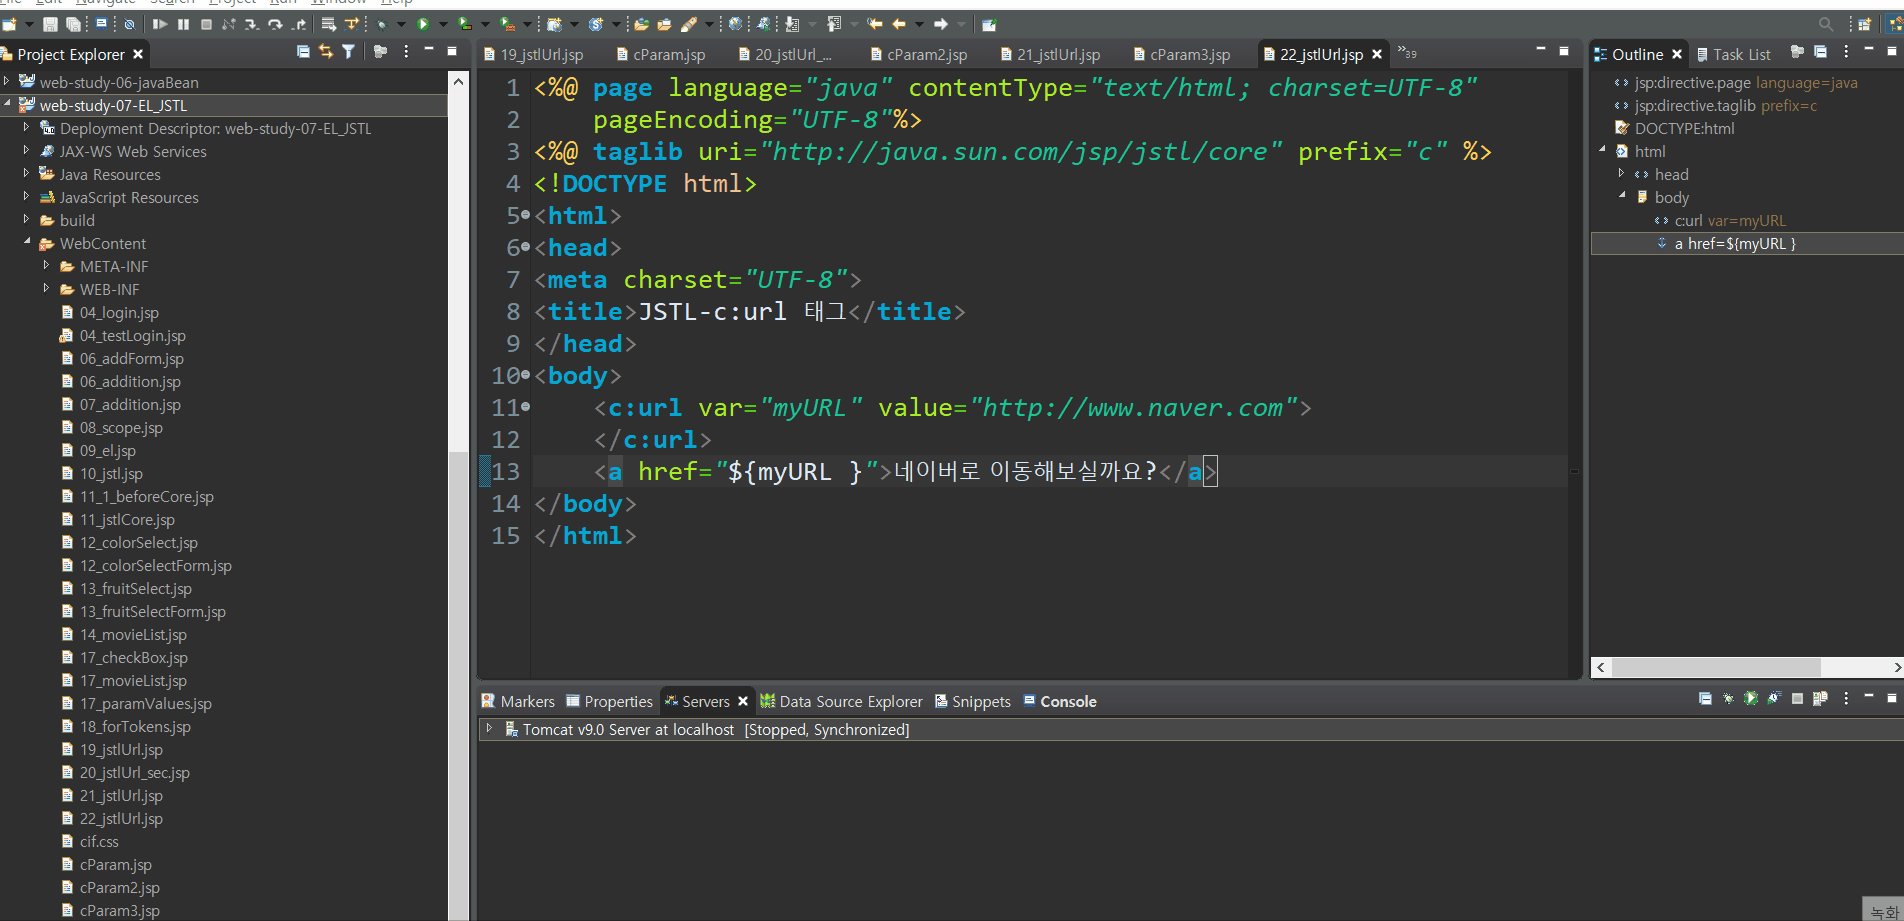 File Edit Navigate Search Project Run Window Help
Project Explorer
web-study-06-javaBean
web-study-07-EL_JSTL
Deployment Descriptor: web-study-07-EL_JSTL
JAX-WS Web Services
Java Resources
JavaScript Resources
build
WebContent
META-INF
WEB-INF
04_login.jsp
04_testLogin.jsp
06_addForm.jsp
06_addition.jsp
07_addition.jsp
08_scope.jsp
09_el.jsp
10_jstl.jsp
11_1_beforeCore.jsp
11_jstlCore.jsp
12_colorSelect.jsp
12_colorSelectForm.jsp
13_fruitSelect.jsp
13_fruitSelectForm.jsp
14_movieList.jsp
17_checkBox.jsp
17_movieList.jsp
17_paramValues.jsp
18_forTokens.jsp
19_jstlUrl.jsp
20_jstlUrl_sec.jsp
21_jstlUrl.jsp
22_jstlUrl.jsp
cif.css
cParam.jsp
cParam2.jsp
cParam3.jsp
19_jstlUrl.jsp cParam.jsp 20_jstlUrl_... cParam2.jsp 21_jstlUrl.jsp cParam3.jsp 22_jstlUrl.jsp »39
1 <%@ page language="java" contentType="text/html; charset=UTF-8"
2 pageEncoding="UTF-8"%>
3 <%@ taglib uri="http://java.sun.com/jsp/jstl/core" prefix="c" %>
4 <!DOCTYPE html>
5 <html>
6 <head>
7 <meta charset="UTF-8">
8 <title>JSTL-c:url 태그</title>
9 </head>
10 <body>
11 <c:url var="myURL" value="http://www.naver.com">
12 </c:url>
13 <a href="${myURL }">네이버로 이동해보실까요?</a>
14 </body>
15 </html>
Outline Task List
jsp:directive.page language=java
jsp:directive.taglib prefix=c
DOCTYPE:html
html
head
body
c:url var=myURL
a href=${myURL }
Markers Properties Servers Data Source Explorer Snippets Console
Tomcat v9.0 Server at localhost [Stopped, Synchronized]
녹화